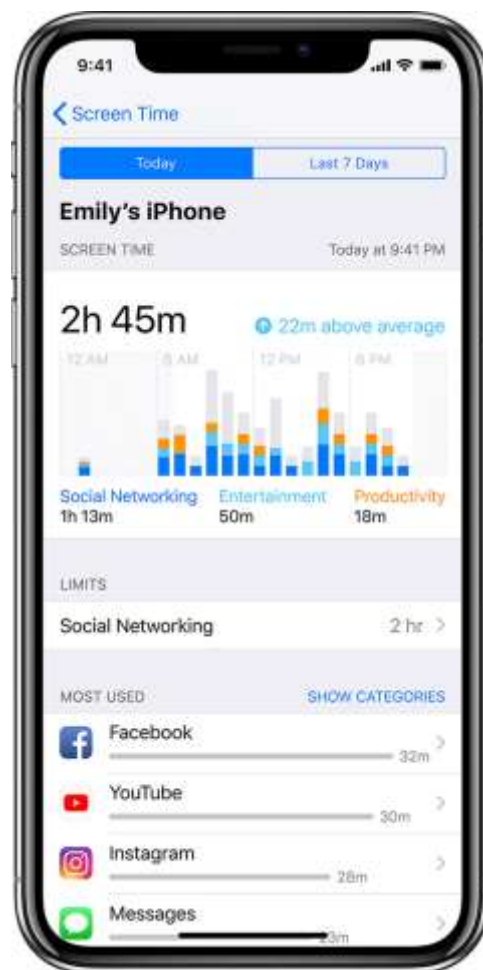 9:41
Screen Time
Today Last 7 Days
Emily's iPhone
SCREEN TIME Today at 9:41 PM
2h 45m 22m above average
12 AM 6 AM 12 PM 6 PM
Social Networking Entertainment Productivity
1h 13m 50m 18m
LIMITS
Social Networking 2 hr
MOST USED SHOW CATEGORIES
Facebook
32m
YouTube
30m
Instagram
28m
Messages
23m